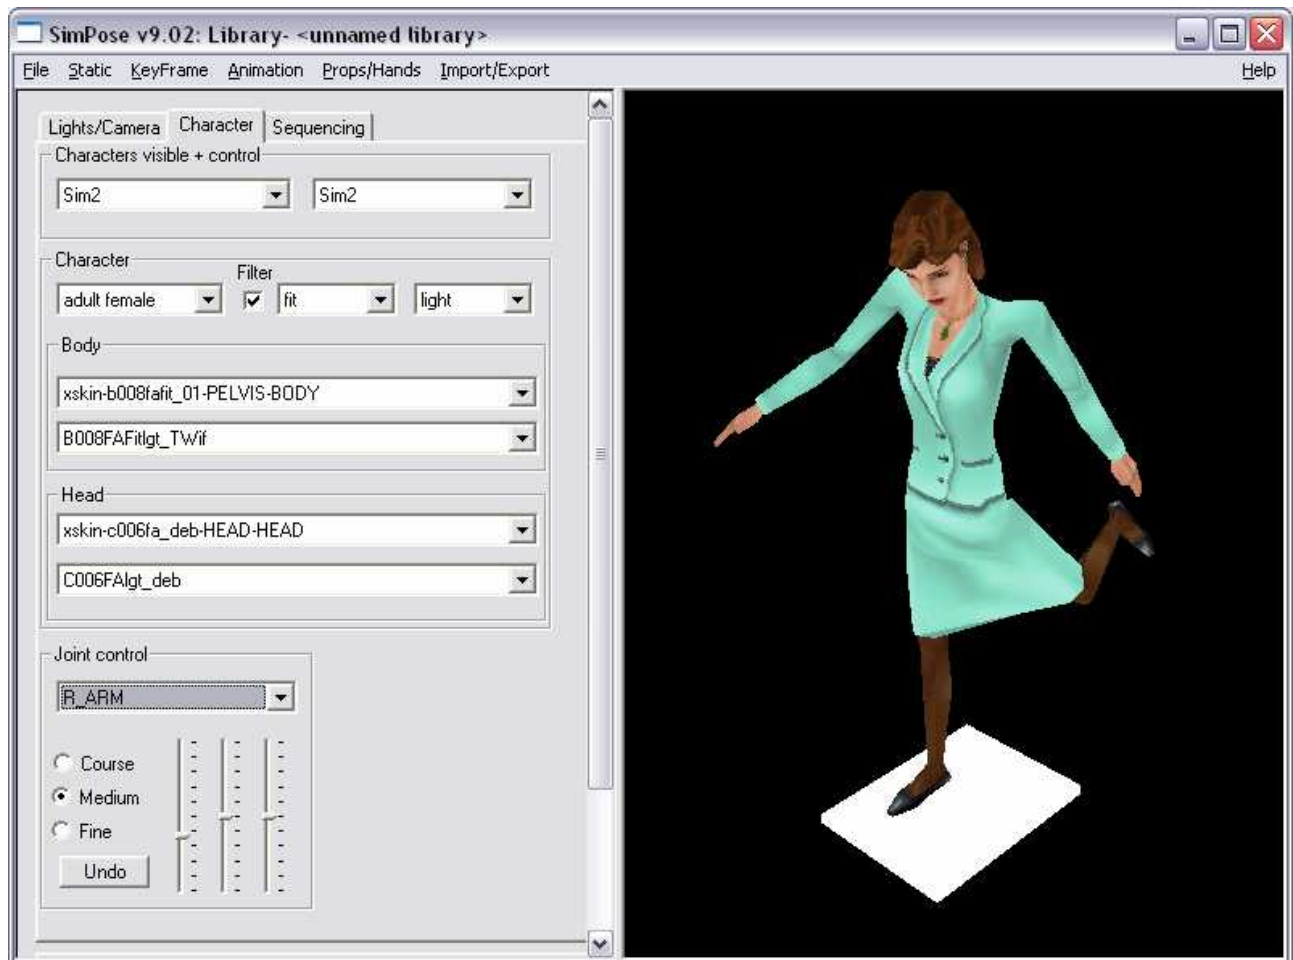 SimPose v9.02: Library- <unnamed library>
File Static KeyFrame Animation Props/Hands Import/Export Help
Lights/Camera Character Sequencing
Characters visible + control
Sim2 Sim2
Character
Filter
adult female fit light
Body
xskin-b008fafit_01-PELVIS-BODY
B008FAFitlgt_TWif
Head
xskin-c006fa_deb-HEAD-HEAD
C006FAlgt_deb
Joint control
R_ARM
Course
Medium
Fine
Undo